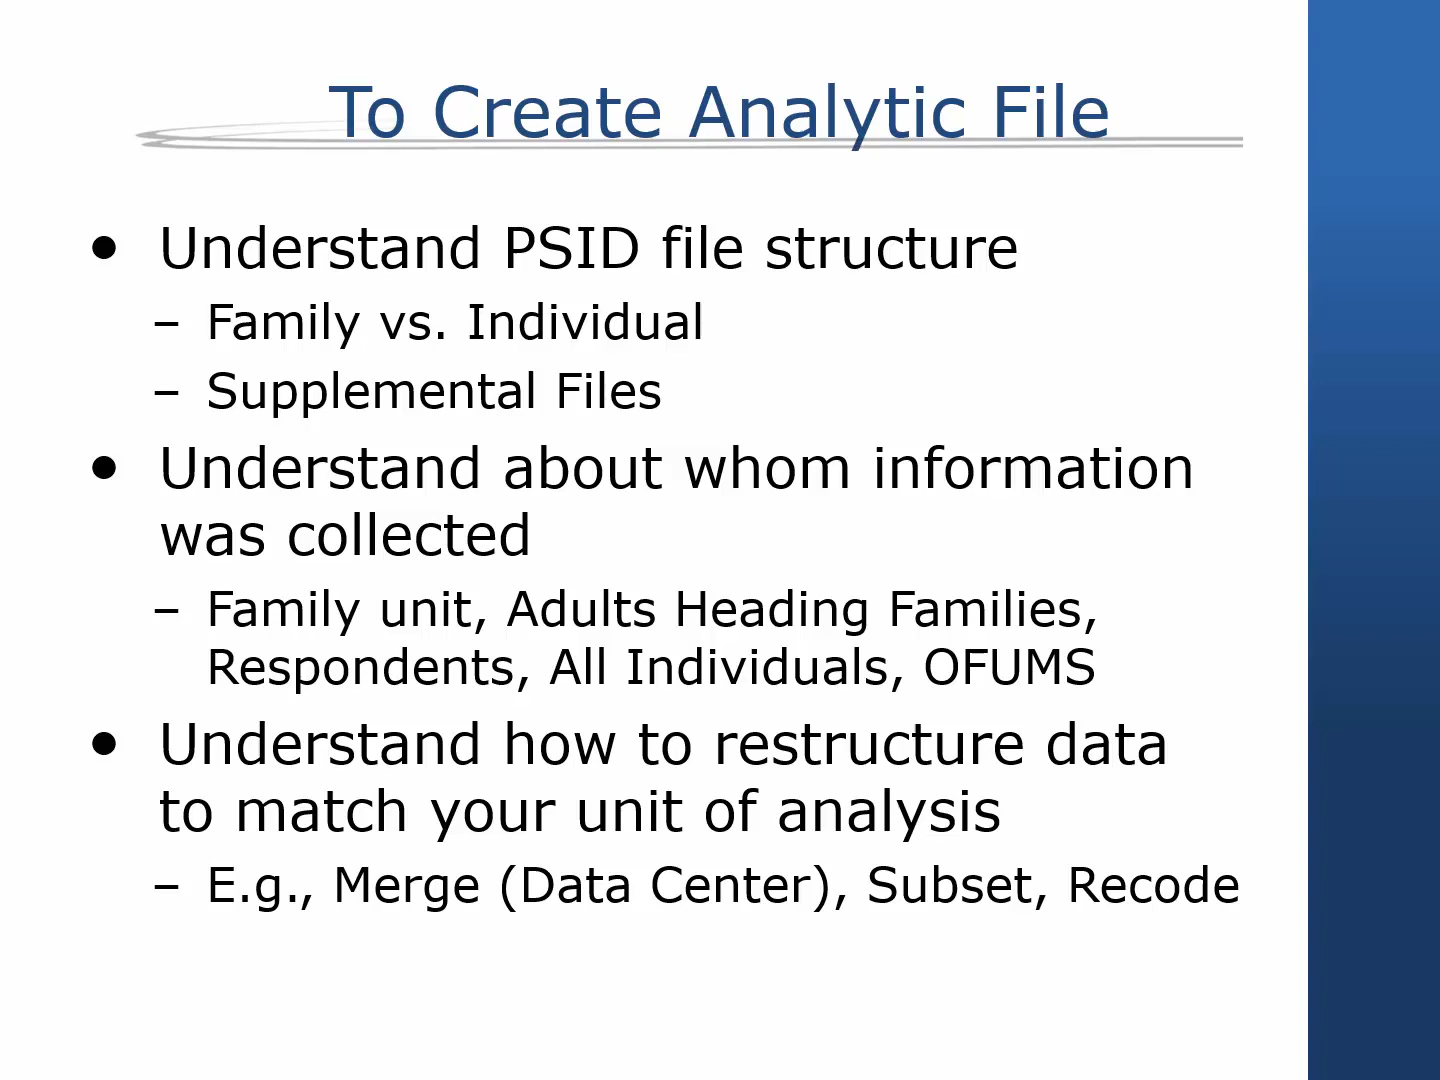 To Create Analytic File
• Understand PSID file structure
– Family vs. Individual
– Supplemental Files
• Understand about whom information
was collected
– Family unit, Adults Heading Families,
Respondents, All Individuals, OFUMS
• Understand how to restructure data
to match your unit of analysis
– E.g., Merge (Data Center), Subset, Recode